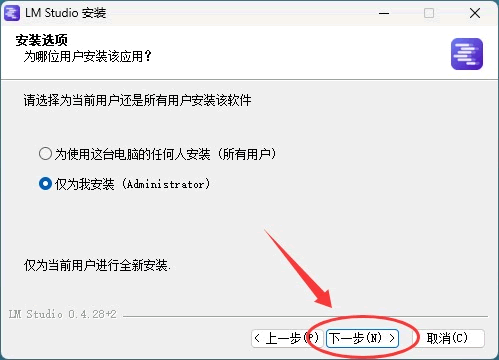 LM Studio 安装
安装选项
为哪位用户安装该应用？
请选择为当前用户还是所有用户安装该软件
为使用这台电脑的任何人安装（所有用户）
仅为我安装（Administrator）
仅为当前用户进行全新安装.
LM Studio 0.4.28+2
< 上一步(P) 下一步(N) > 取消(C)